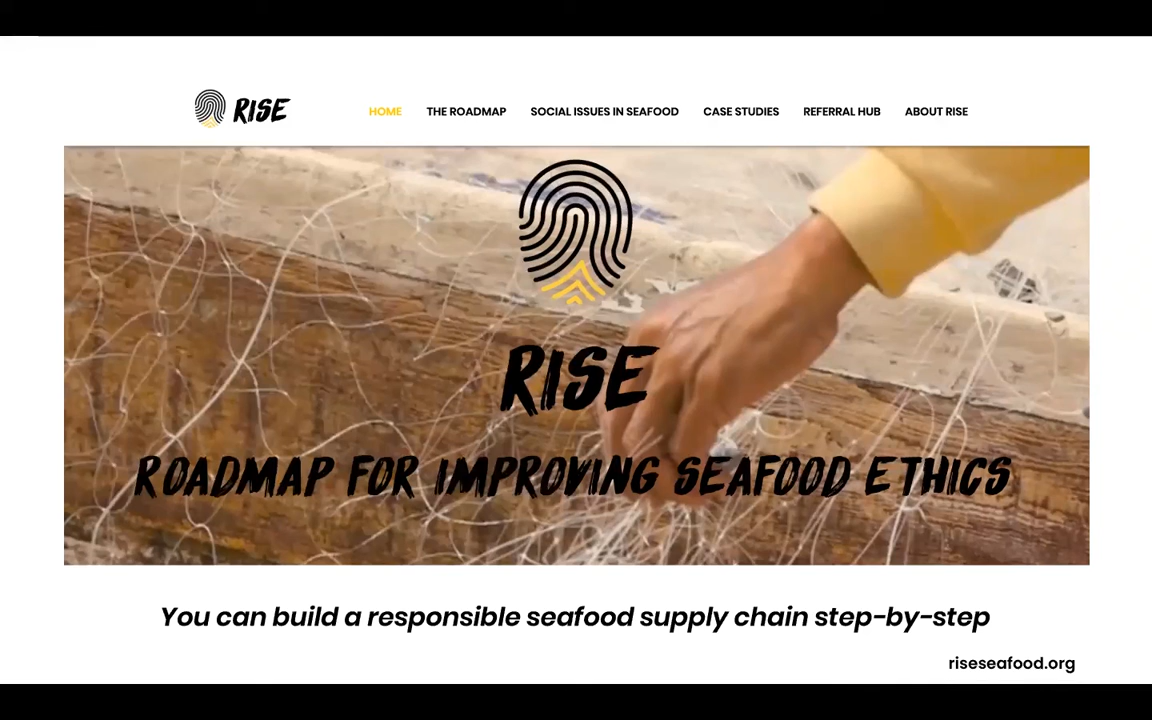 RISE
HOME THE ROADMAP SOCIAL ISSUES IN SEAFOOD CASE STUDIES REFERRAL HUB ABOUT RISE
RISE
ROADMAP FOR IMPROVING SEAFOOD ETHICS
You can build a responsible seafood supply chain step-by-step
riseseafood.org